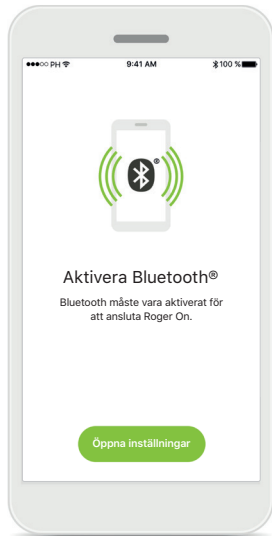 ●●●○○ PH 9:41 AM 100 %
®
Aktivera Bluetooth®
Bluetooth måste vara aktiverat för
att ansluta Roger On.
Öppna inställningar